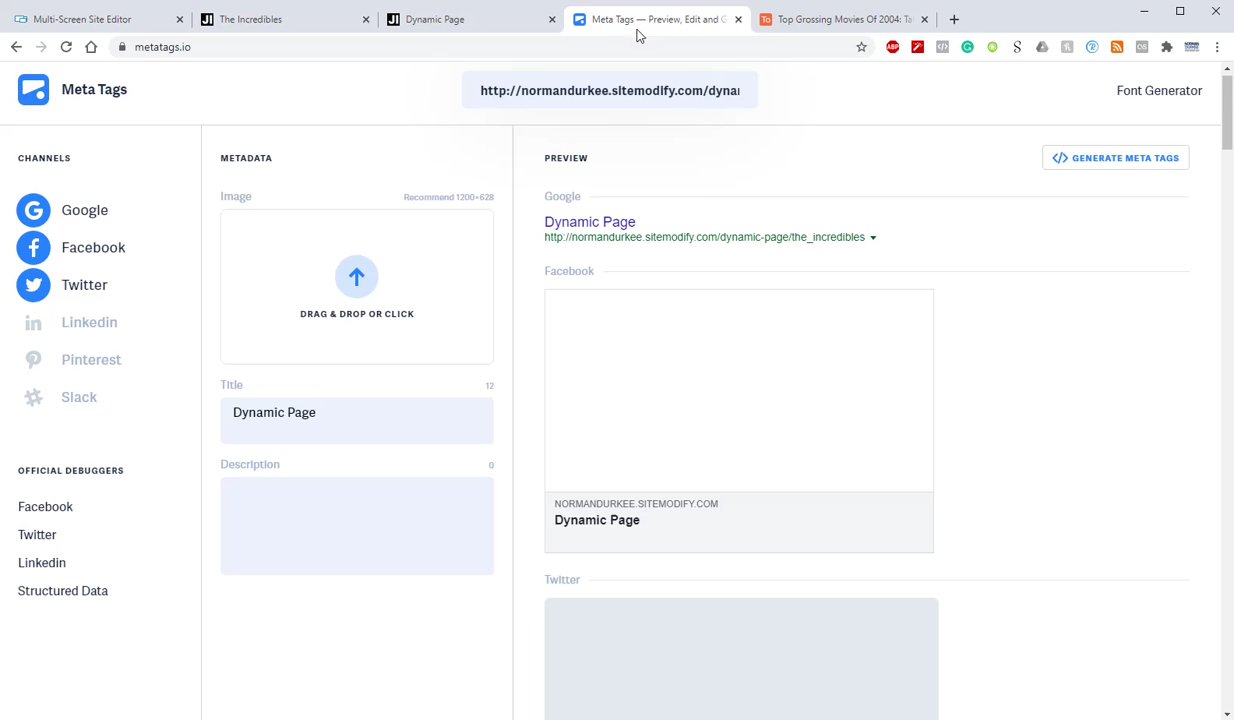 Multi-Screen Site Editor
The Incredibles
Dynamic Page
Meta Tags — Preview, Edit and G
Top Grossing Movies Of 2004: Ta
metatags.io
ABP
Meta Tags
http://normandurkee.sitemodify.com/dyna
Font Generator
CHANNELS
Google
Facebook
Twitter
Linkedin
Pinterest
Slack
OFFICIAL DEBUGGERS
Facebook
Twitter
Linkedin
Structured Data
METADATA
Image
Recommend 1200×628
DRAG & DROP OR CLICK
Title
12
Dynamic Page
Description
0
PREVIEW
GENERATE META TAGS
Google
Dynamic Page
http://normandurkee.sitemodify.com/dynamic-page/the_incredibles
Facebook
NORMANDURKEE.SITEMODIFY.COM
Dynamic Page
Twitter